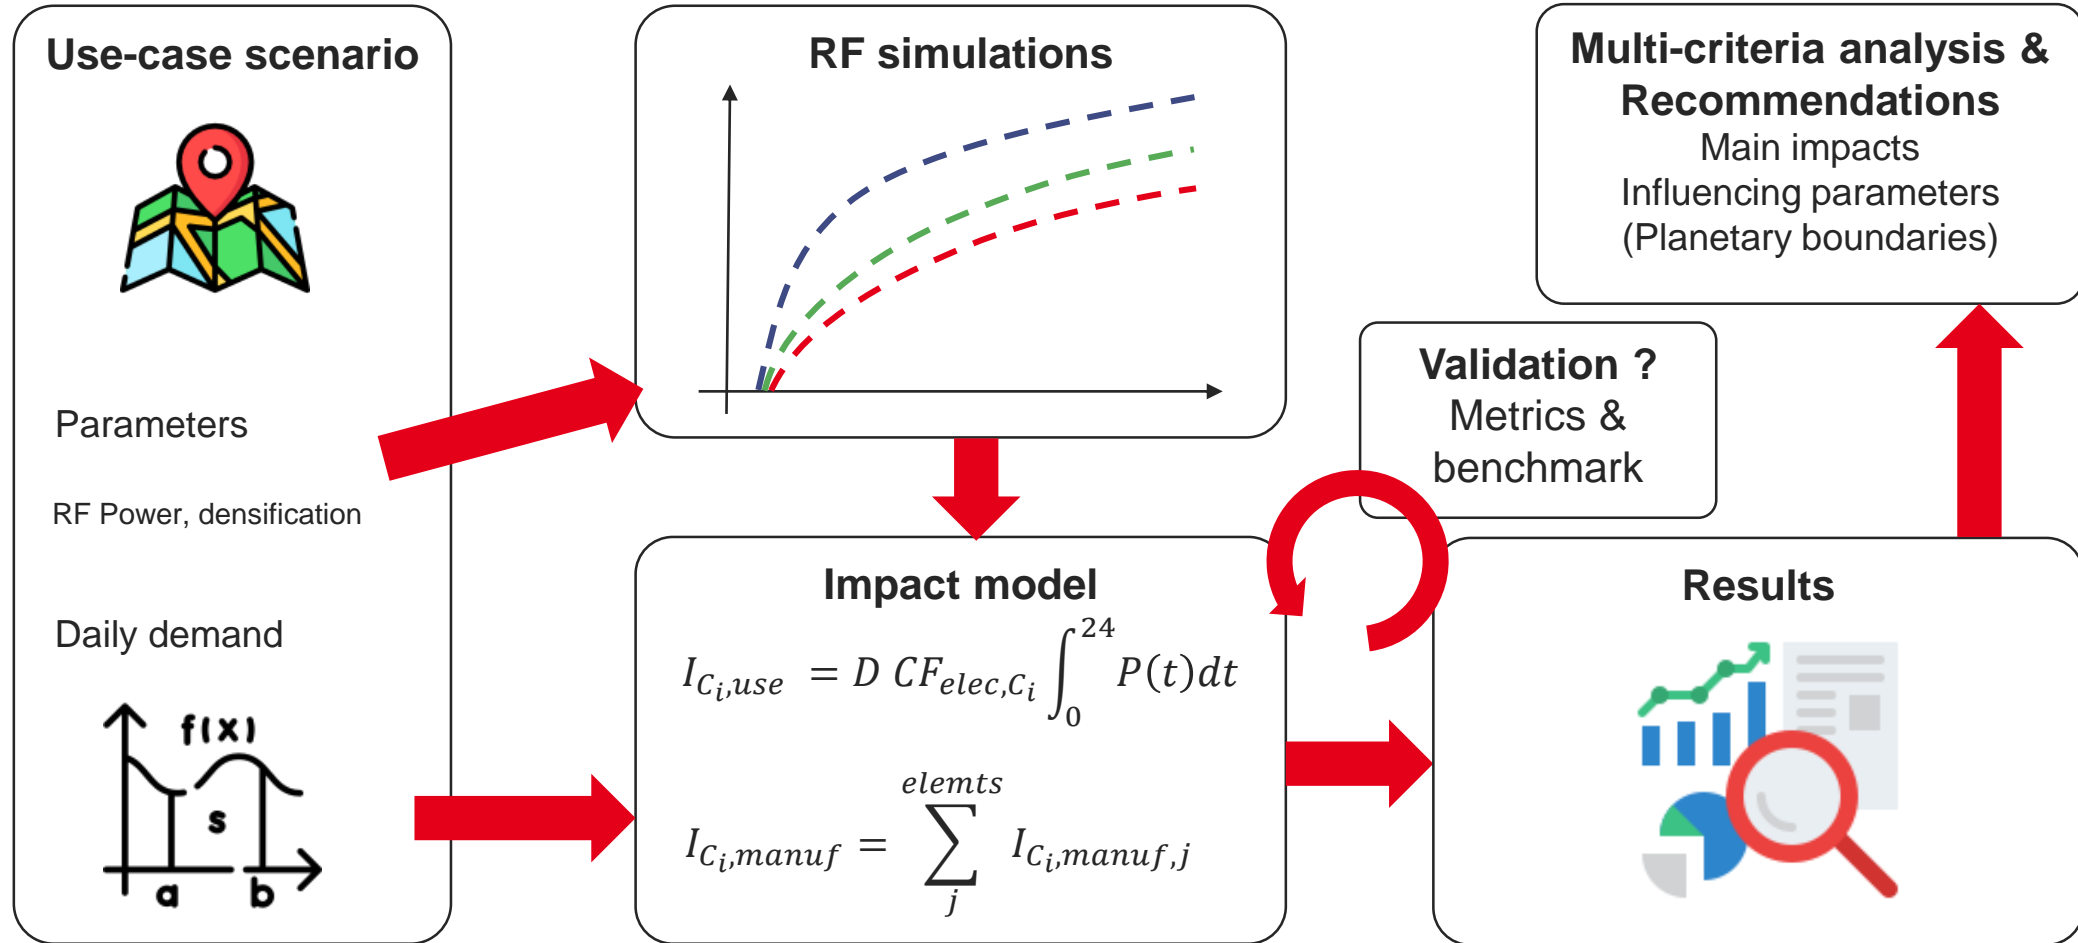 Use-case scenario
Parameters
RF Power, densification
Daily demand
f(x)
s
a
b
RF simulations
Impact model
I_{C_i,use} = D CF_{elec,C_i} ∫_0^{24} P(t)dt
I_{C_i,manuf} = ∑_j^{elemts} I_{C_i,manuf,j}
Validation ?
Metrics &
benchmark
Results
Multi-criteria analysis &
Recommendations
Main impacts
Influencing parameters
(Planetary boundaries)